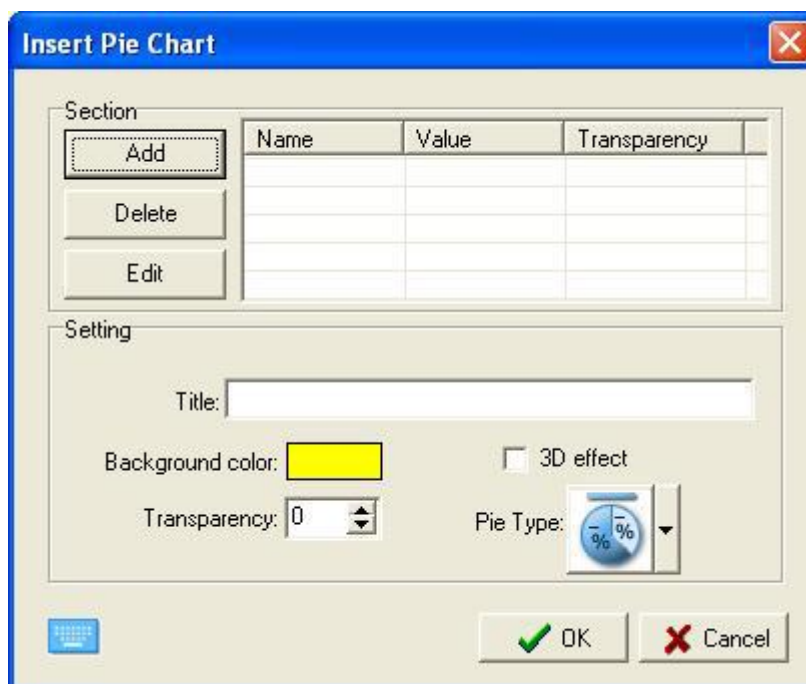 Insert Pie Chart
Section
Add
Name Value Transparency
Delete
Edit
Setting
Title:
Background color:
3D effect
Transparency: 0
Pie Type:
% %
OK
Cancel